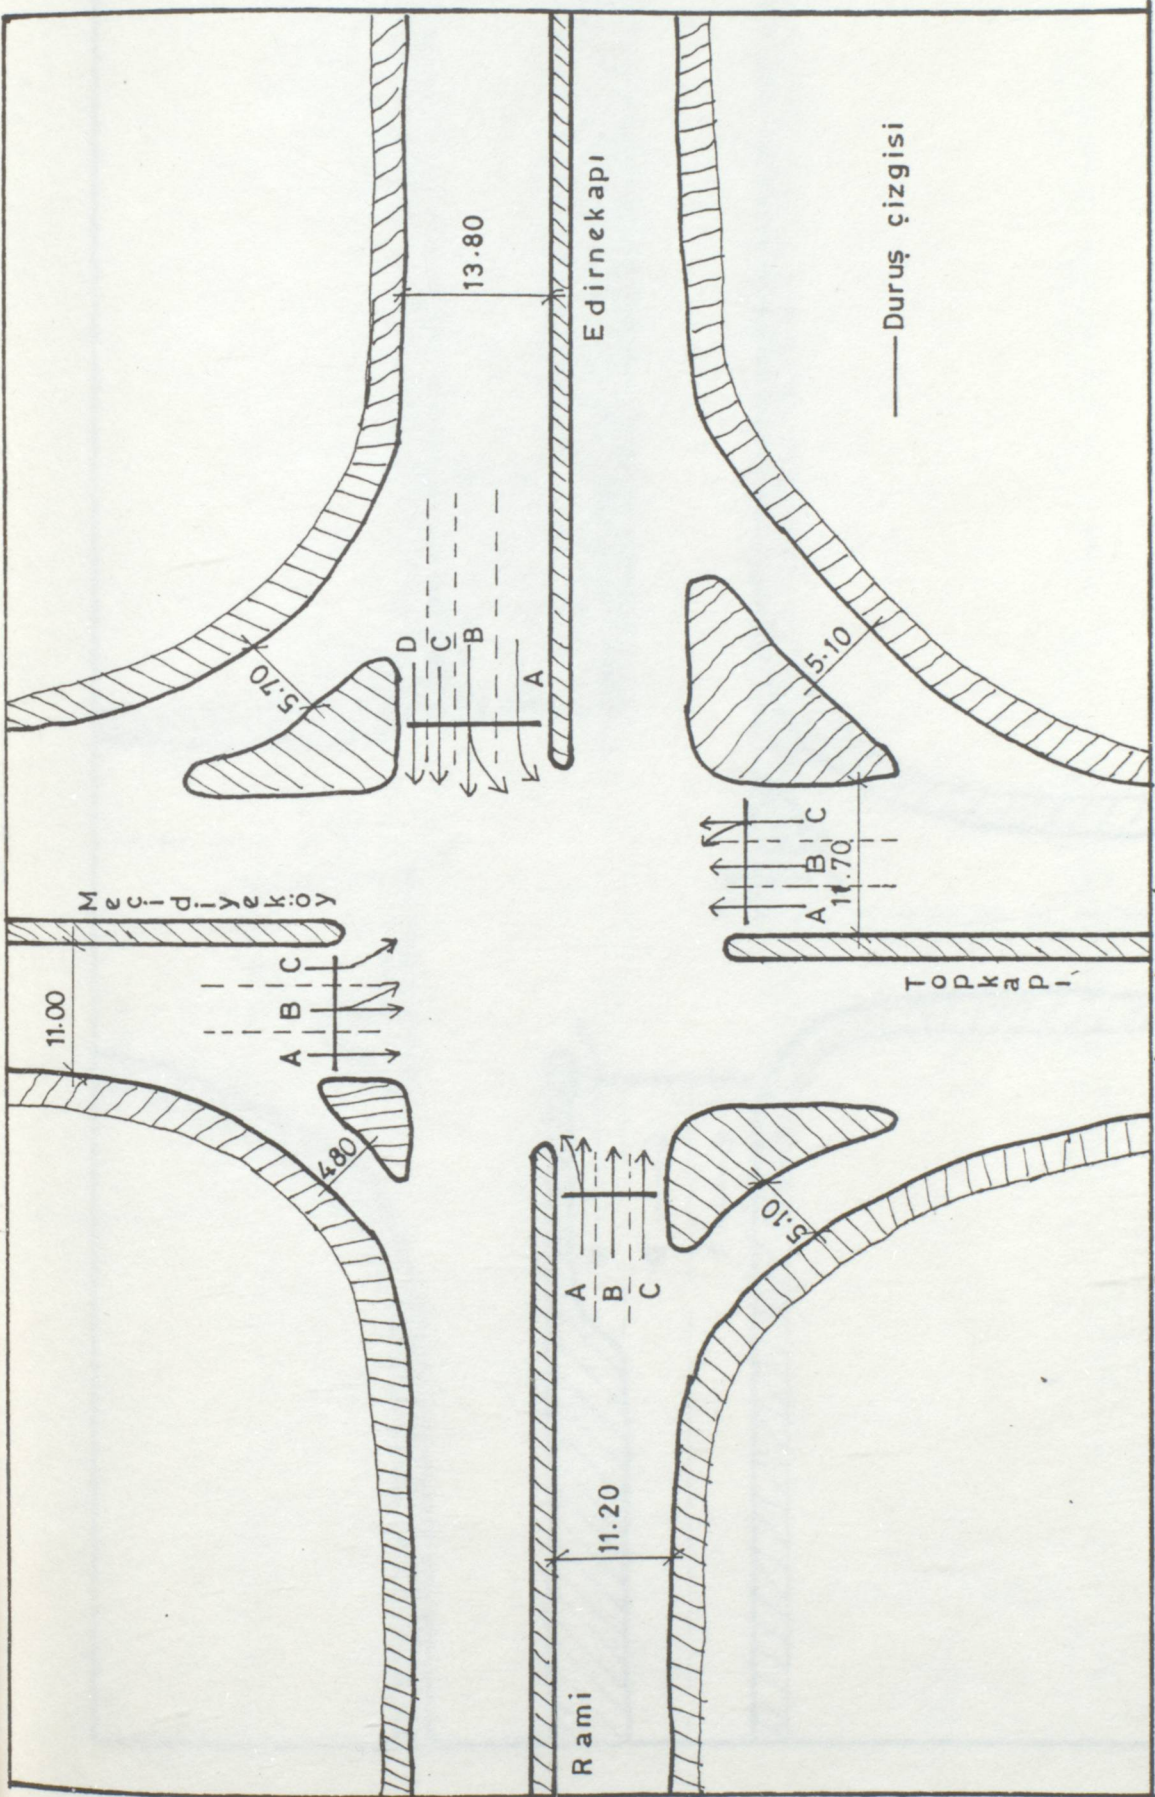 Meçidiyeköy
11.00
A
B
C
4.80
5.70
D
C
B
A
13.80
Edirnekapı
Rami
11.20
A
B
C
5.10
A
B
C
11.70
5.10
Topkapı
Duruş çizgisi